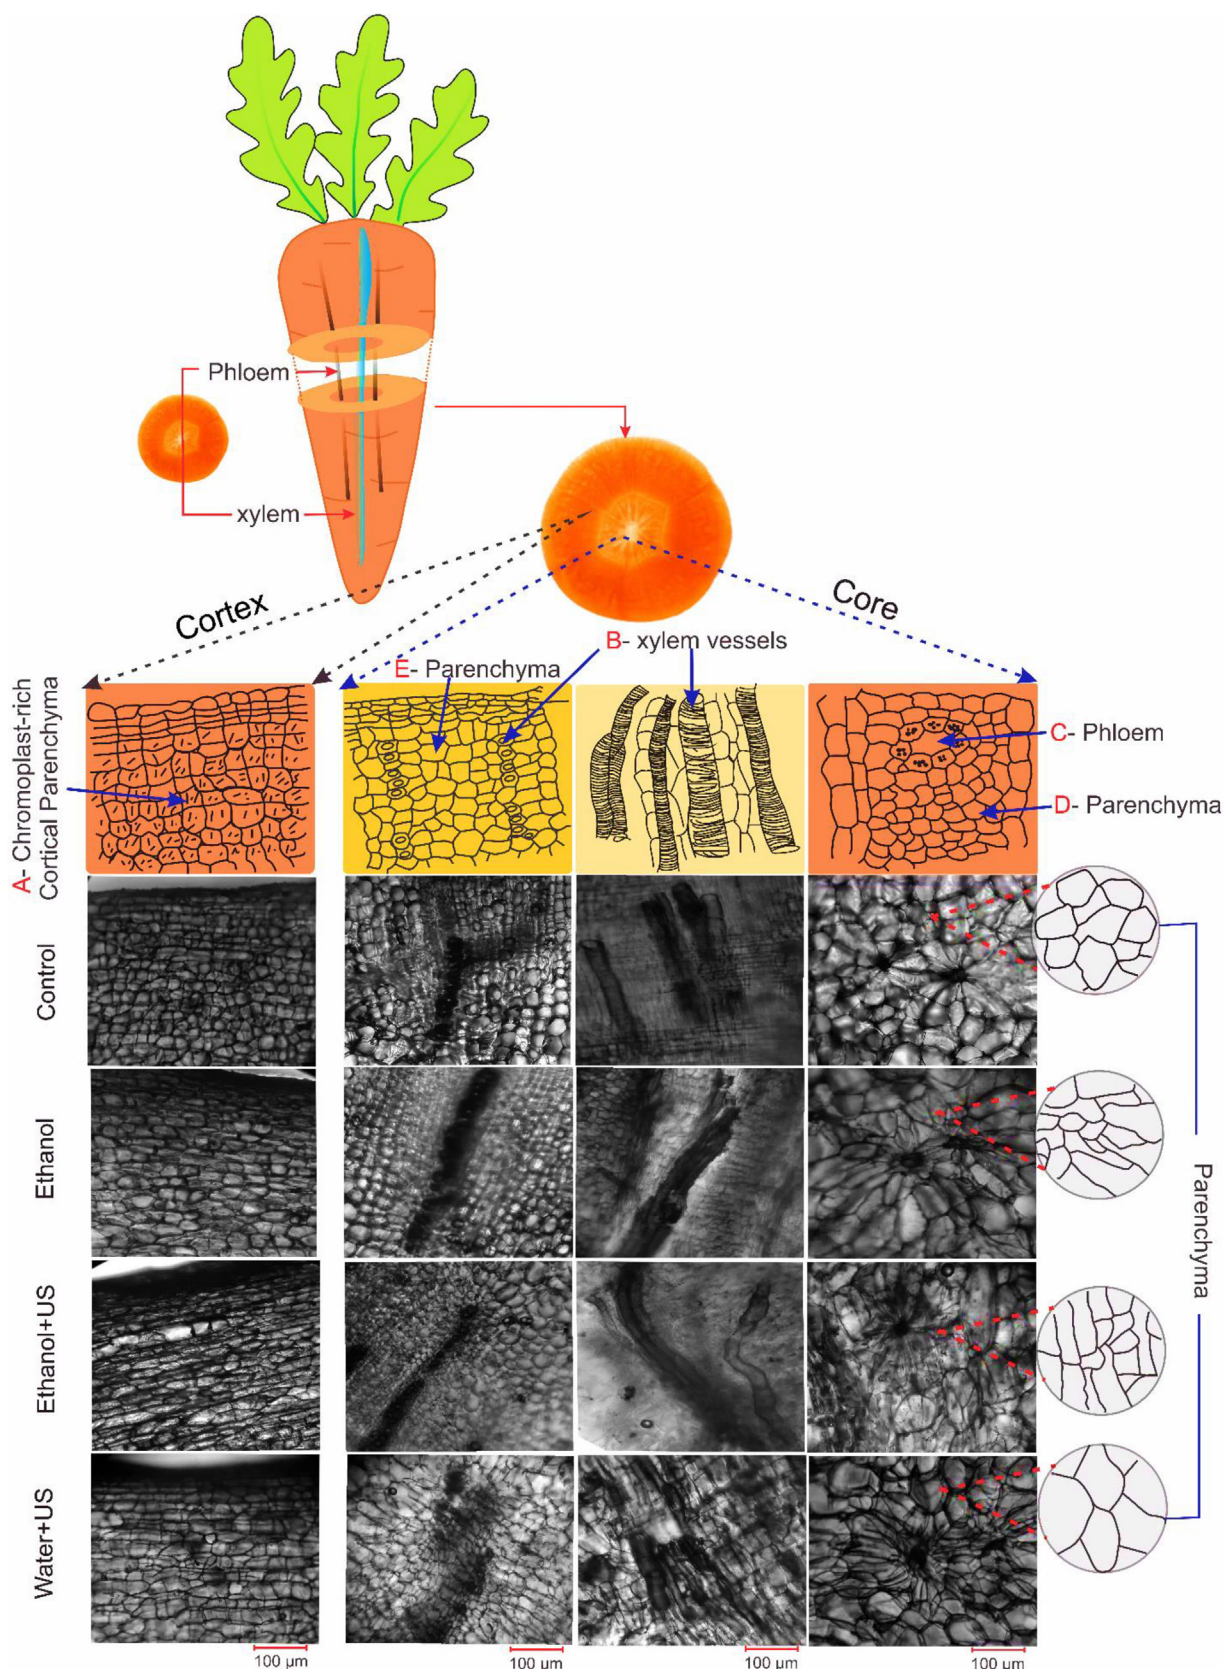 Phloem
xylem
Cortex
Core
B- xylem vessels
E- Parenchyma
A- Chromoplast-rich
Cortical Parenchyma
C- Phloem
D- Parenchyma
Control
Ethanol
Ethanol+US
Water+US
Parenchyma
100 µm
100 µm
100 µm
100 µm